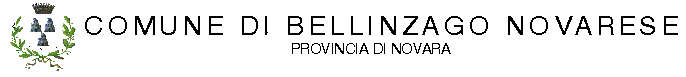 COMUNE DI BELLINZAGO NOVARESE
PROVINCIA DI NOVARA